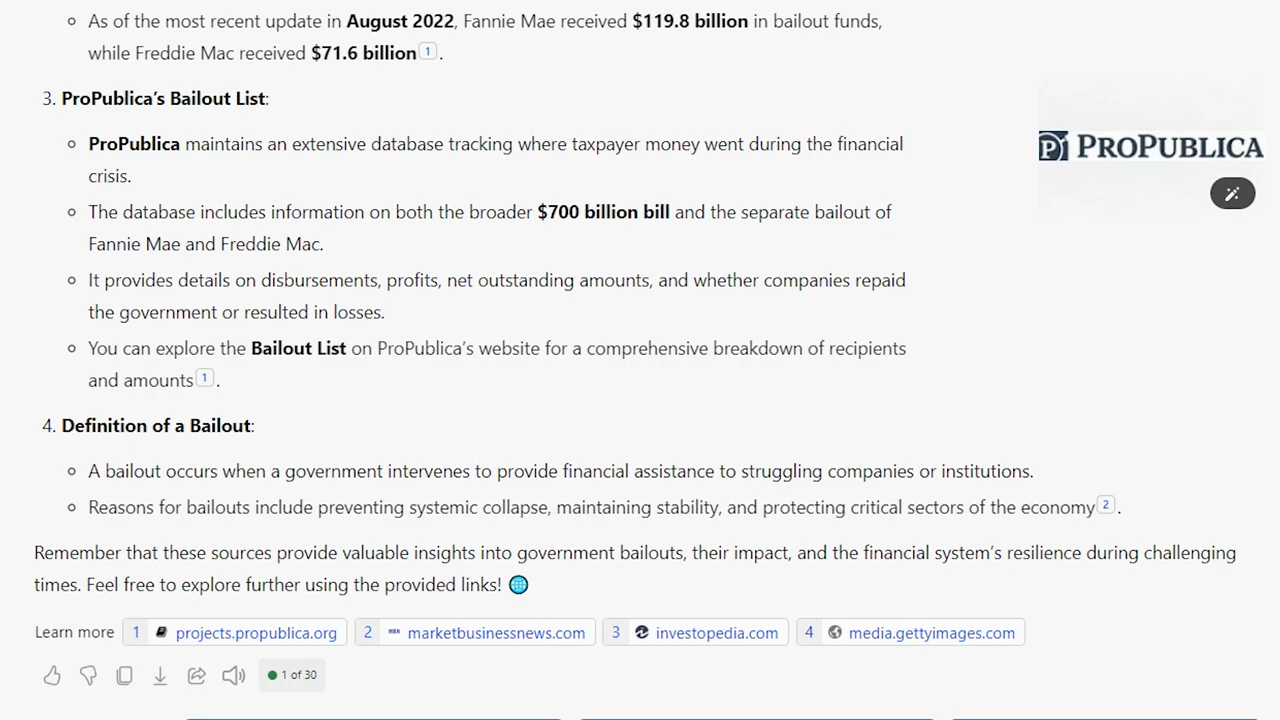 As of the most recent update in August 2022, Fannie Mae received $119.8 billion in bailout funds,
while Freddie Mac received $71.6 billion 1 .
3. ProPublica’s Bailout List:
ProPublica maintains an extensive database tracking where taxpayer money went during the financial
crisis.
PROPUBLICA
The database includes information on both the broader $700 billion bill and the separate bailout of
Fannie Mae and Freddie Mac.
It provides details on disbursements, profits, net outstanding amounts, and whether companies repaid
the government or resulted in losses.
You can explore the Bailout List on ProPublica’s website for a comprehensive breakdown of recipients
and amounts 1 .
4. Definition of a Bailout:
A bailout occurs when a government intervenes to provide financial assistance to struggling companies or institutions.
Reasons for bailouts include preventing systemic collapse, maintaining stability, and protecting critical sectors of the economy 2 .
Remember that these sources provide valuable insights into government bailouts, their impact, and the financial system’s resilience during challenging
times. Feel free to explore further using the provided links!
Learn more 1 projects.propublica.org 2 marketbusinessnews.com 3 investopedia.com 4 media.gettyimages.com
1 of 30